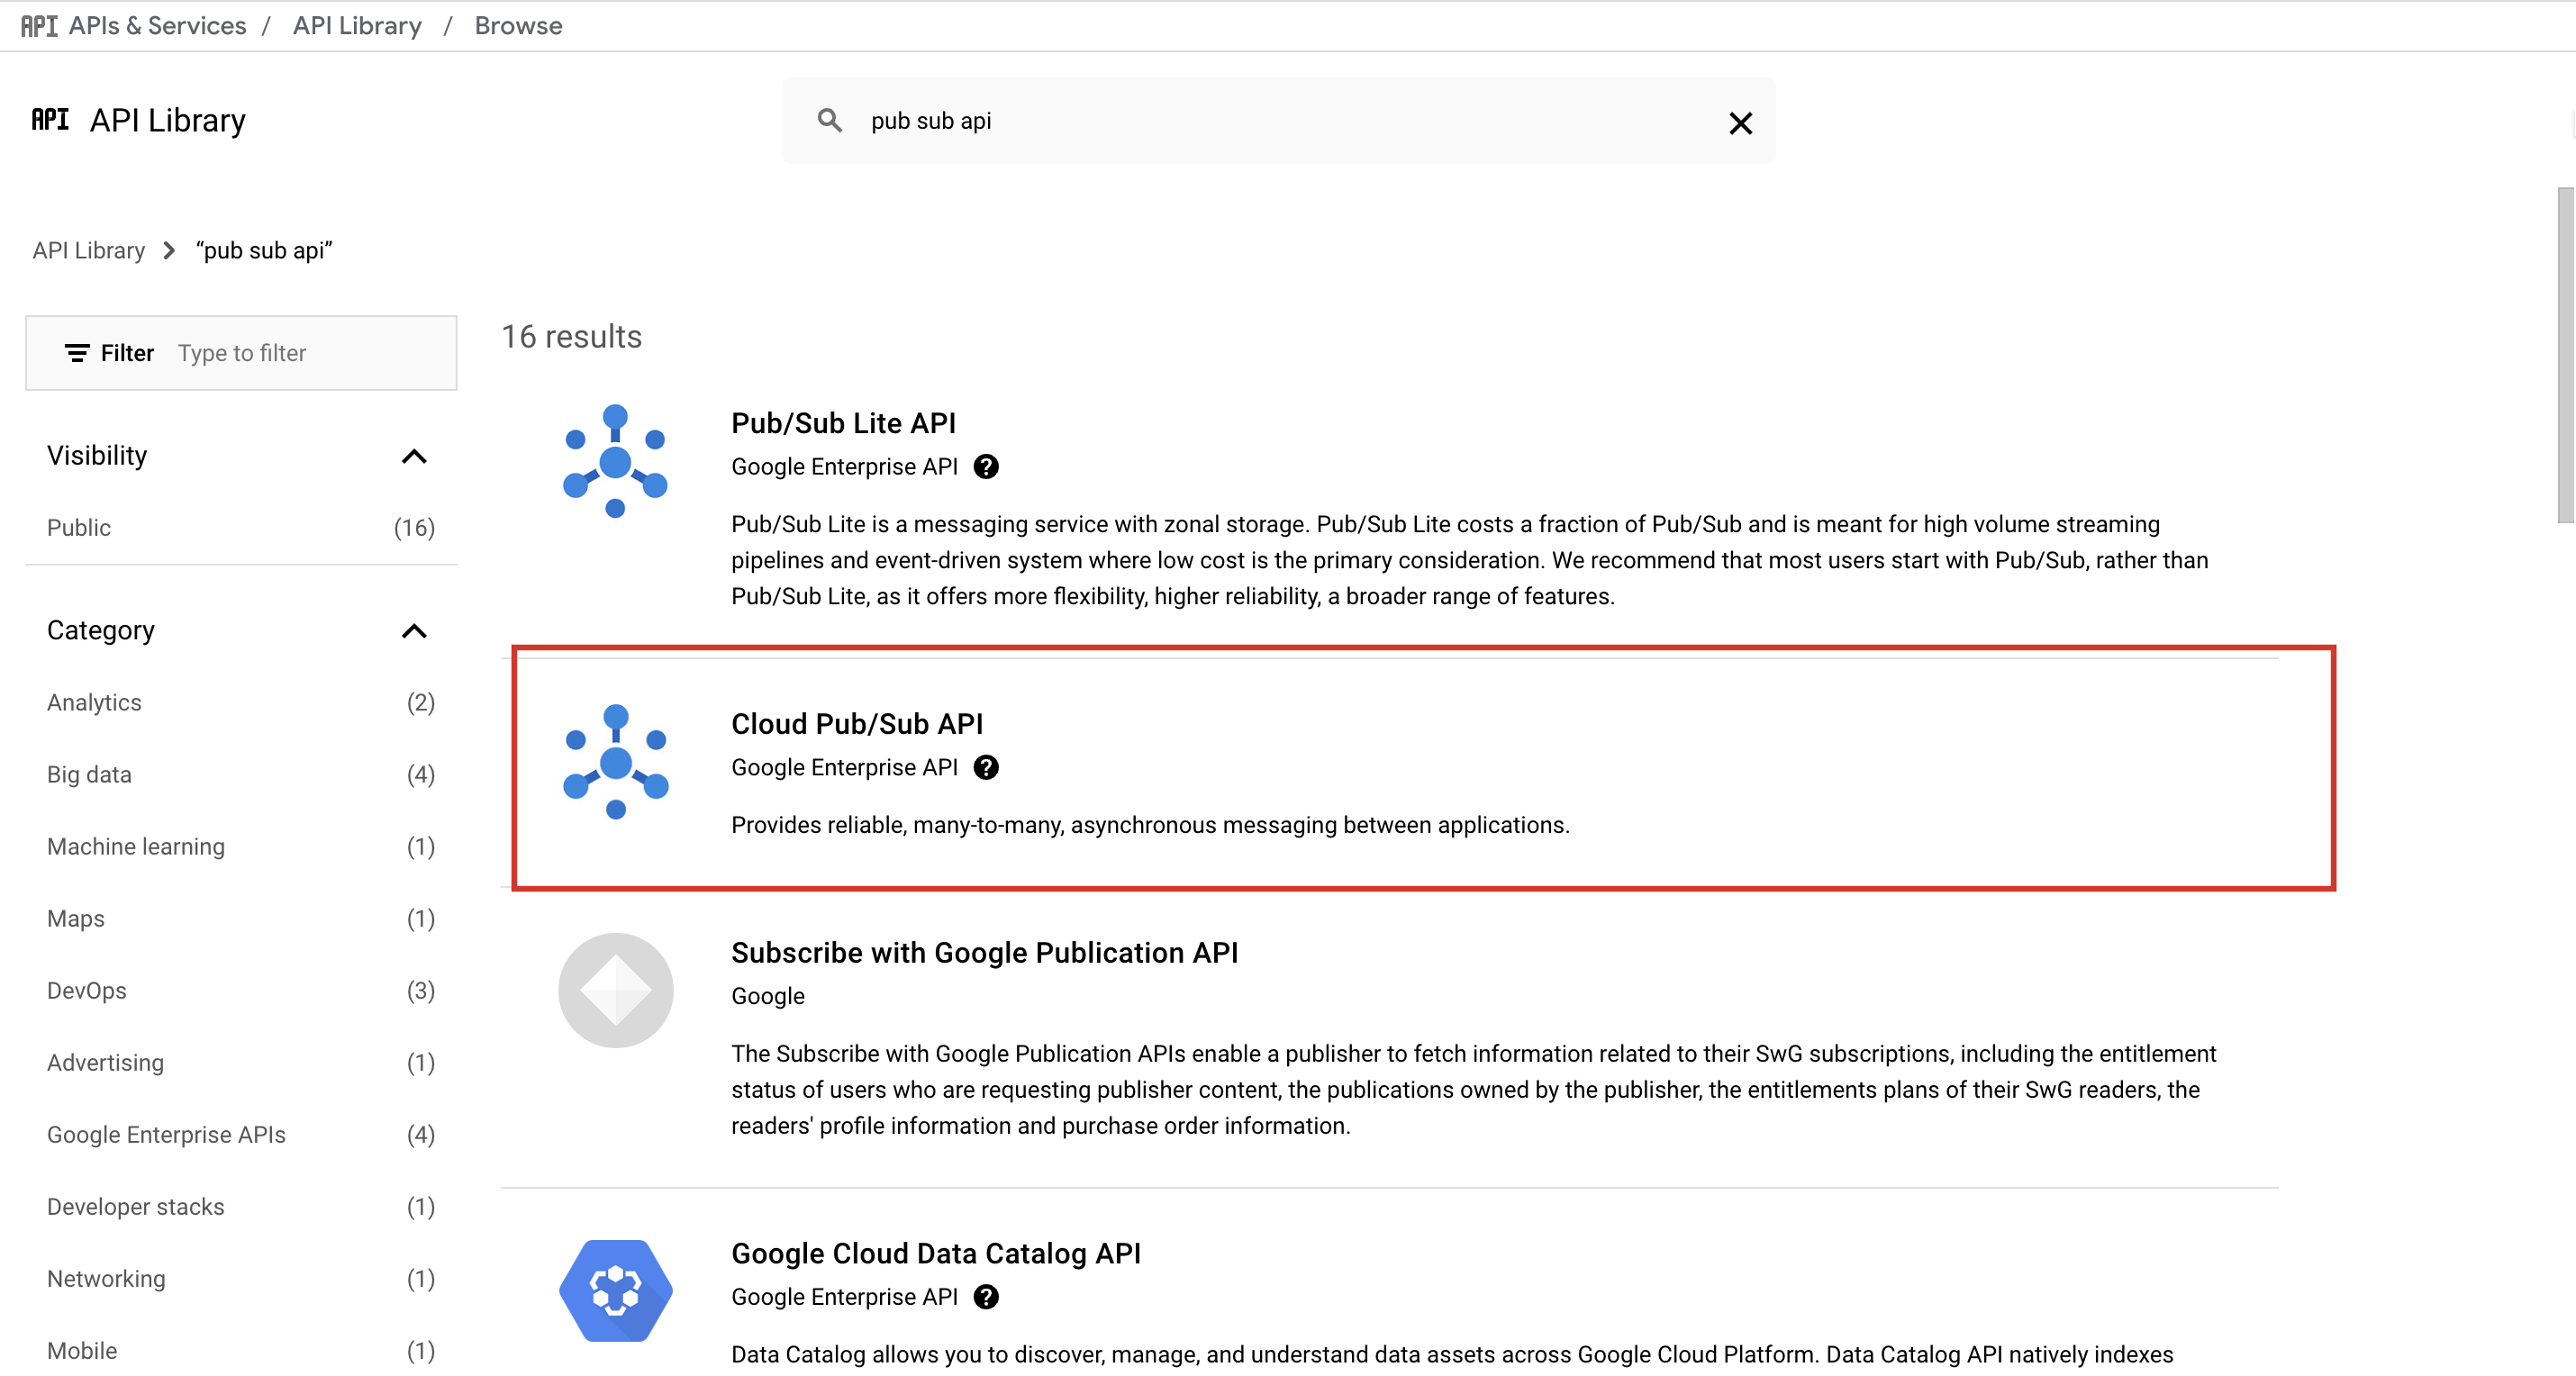 API APIs & Services / API Library / Browse
API API Library
pub sub api
API Library > “pub sub api”
Filter Type to filter
Visibility
Public (16)
Category
Analytics (2)
Big data (4)
Machine learning (1)
Maps (1)
DevOps (3)
Advertising (1)
Google Enterprise APIs (4)
Developer stacks (1)
Networking (1)
Mobile (1)
16 results
Pub/Sub Lite API
Google Enterprise API ?
Pub/Sub Lite is a messaging service with zonal storage. Pub/Sub Lite costs a fraction of Pub/Sub and is meant for high volume streaming
pipelines and event-driven system where low cost is the primary consideration. We recommend that most users start with Pub/Sub, rather than
Pub/Sub Lite, as it offers more flexibility, higher reliability, a broader range of features.
Cloud Pub/Sub API
Google Enterprise API ?
Provides reliable, many-to-many, asynchronous messaging between applications.
Subscribe with Google Publication API
Google
The Subscribe with Google Publication APIs enable a publisher to fetch information related to their SwG subscriptions, including the entitlement
status of users who are requesting publisher content, the publications owned by the publisher, the entitlements plans of their SwG readers, the
readers' profile information and purchase order information.
Google Cloud Data Catalog API
Google Enterprise API ?
Data Catalog allows you to discover, manage, and understand data assets across Google Cloud Platform. Data Catalog API natively indexes